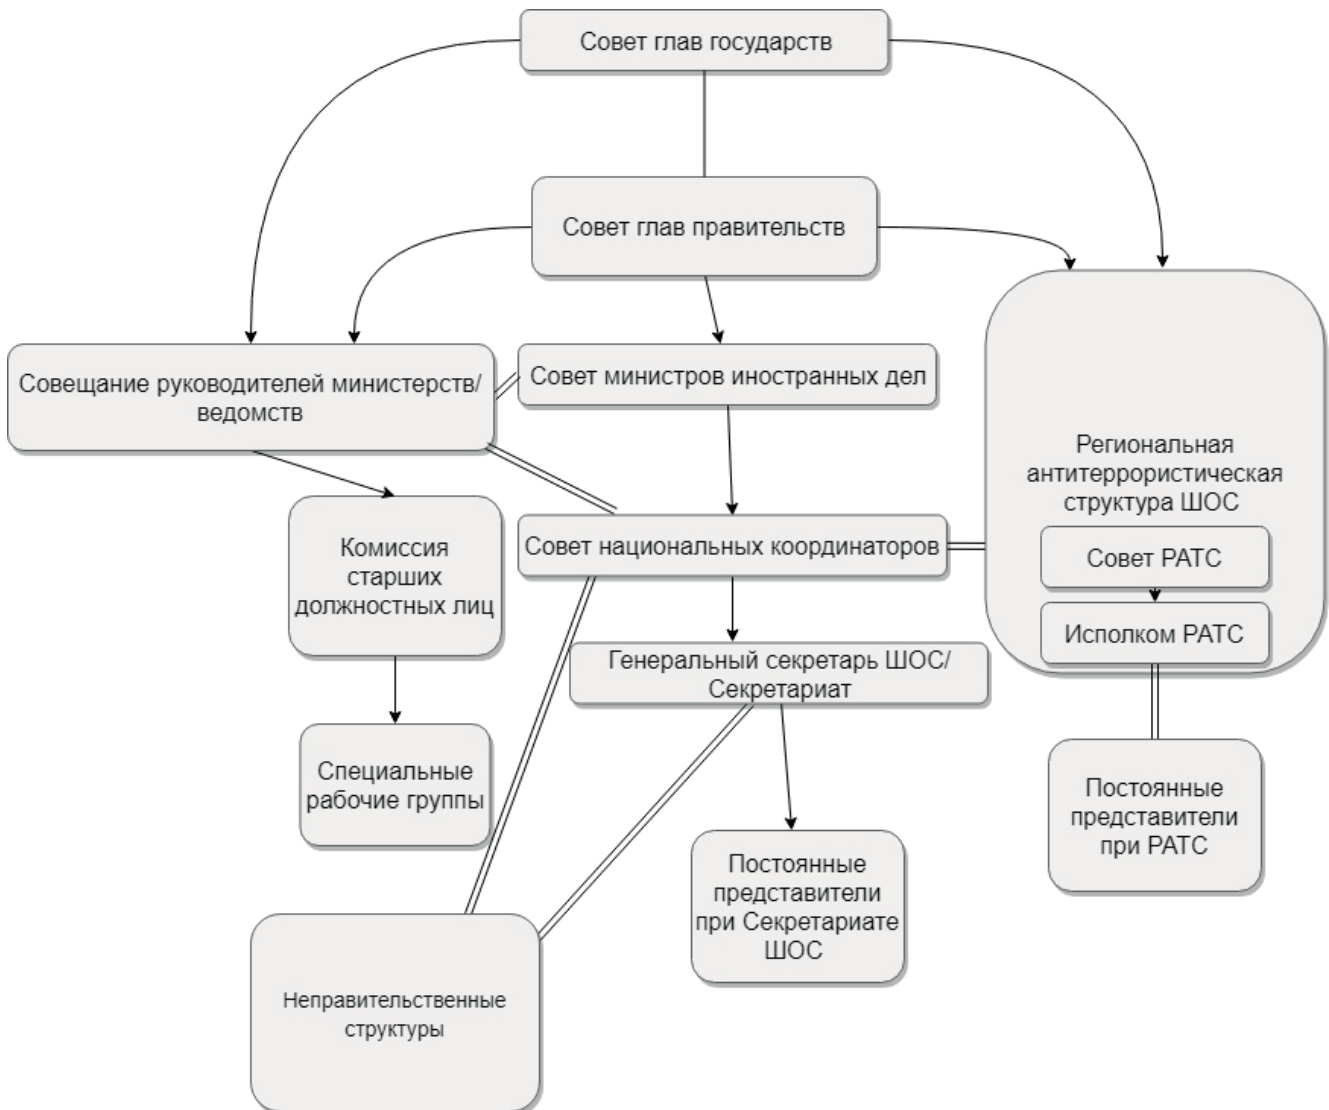 Совет глав государств
Совет глав правительств
Совещание руководителей министерств/
ведомств
Совет министров иностранных дел
Региональная
антитеррористическая
структура ШОС
Комиссия
старших
должностных лиц
Совет национальных координаторов
Совет РАТС
Исполком РАТС
Генеральный секретарь ШОС/
Секретариат
Специальные
рабочие группы
Постоянные
представители
при РАТС
Постоянные
представители
при Секретариате
ШОС
Неправительственные
структуры